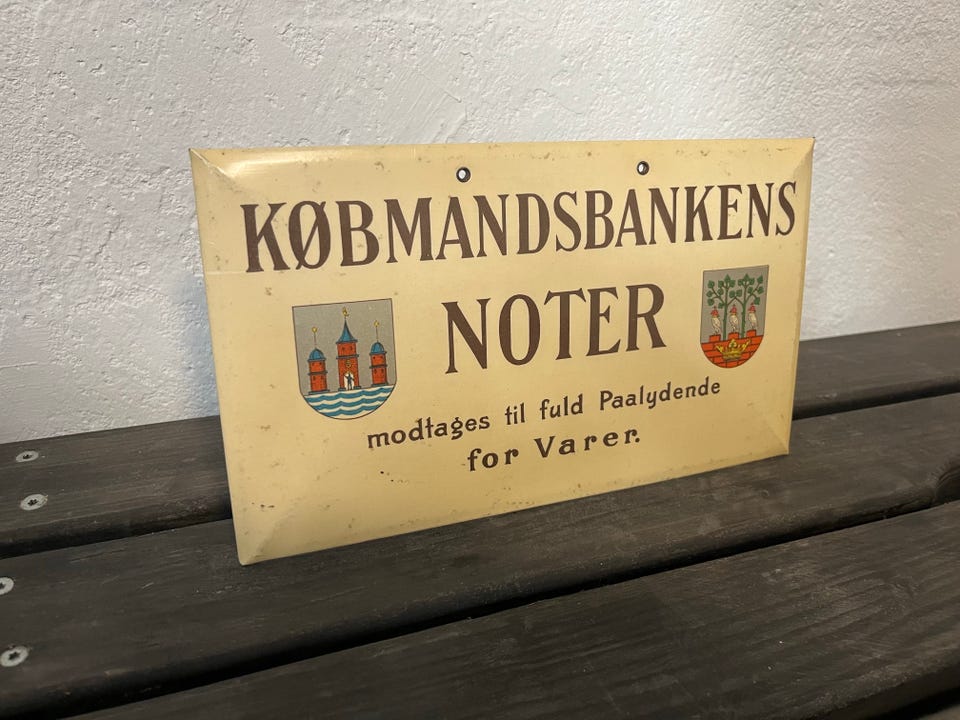 KØBMANDSBANKENS
NOTER
modtages til fuld Paalydende
for Varer.